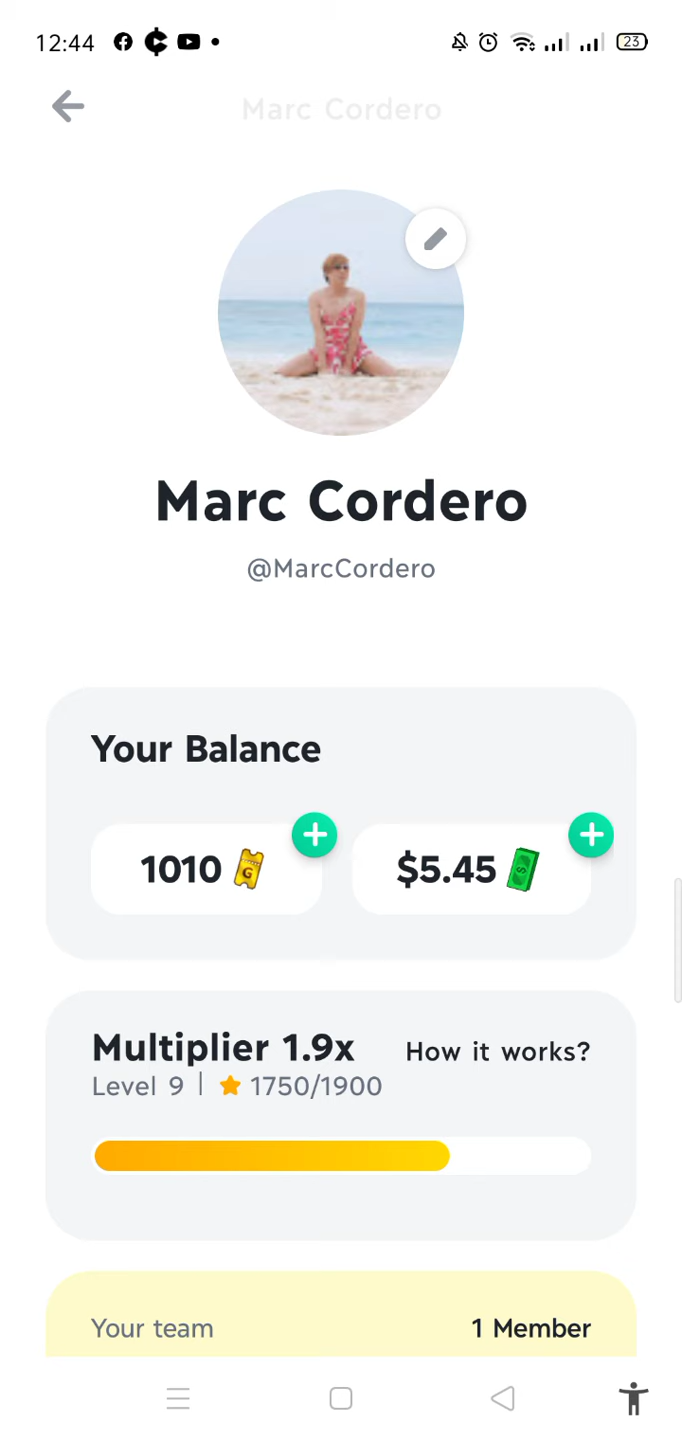 12:44
23
Marc Cordero
Marc Cordero
@MarcCordero
Your Balance
1010 G
$5.45 $
Multiplier 1.9x
How it works?
Level 9 | 1750/1900
Your team
1 Member